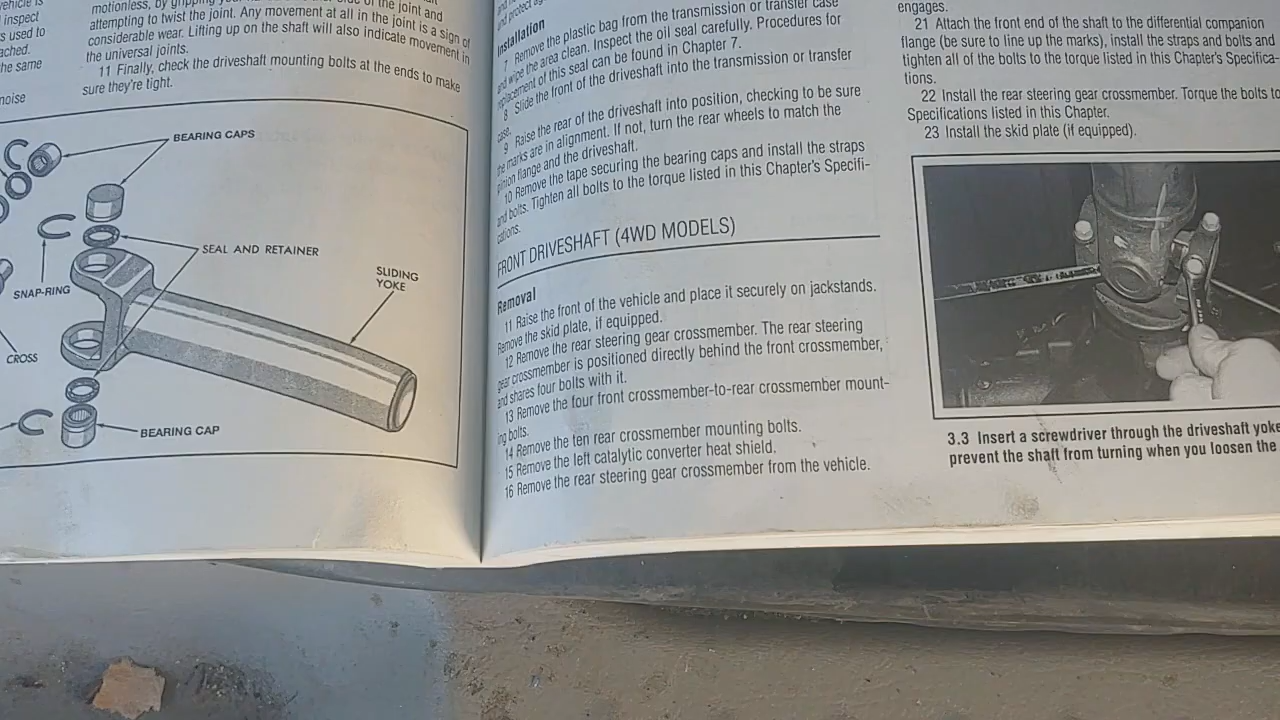 vehicle is
inspect
s used to
ached.
he same
noise
motionless, by gripping
of the joint and
attempting to twist the joint. Any movement at all in the joint is a sign of
considerable wear. Lifting up on the shaft will also indicate movement in
the universal joints.
11 Finally, check the driveshaft mounting bolts at the ends to make
sure they're tight.
BEARING CAPS
SEAL AND RETAINER
SNAP-RING
SLIDING
YOKE
CROSS
BEARING CAP
and protect
Installation
7 Remove the plastic bag from the transmission or transfer case
and wipe the area clean. Inspect the oil seal carefully. Procedures for
replacement of this seal can be found in Chapter 7.
8 Slide the front of the driveshaft into the transmission or transfer
case.
9 Raise the rear of the driveshaft into position, checking to be sure
the marks are in alignment. If not, turn the rear wheels to match the
pinion flange and the driveshaft.
10 Remove the tape securing the bearing caps and install the straps
and bolts. Tighten all bolts to the torque listed in this Chapter's Specifi-
cations.
FRONT DRIVESHAFT (4WD MODELS)
Removal
11 Raise the front of the vehicle and place it securely on jackstands.
Remove the skid plate, if equipped.
12 Remove the rear steering gear crossmember. The rear steering
gear crossmember is positioned directly behind the front crossmember,
and shares four bolts with it.
13 Remove the four front crossmember-to-rear crossmember mount-
ing bolts.
14 Remove the ten rear crossmember mounting bolts.
15 Remove the left catalytic converter heat shield.
16 Remove the rear steering gear crossmember from the vehicle.
engages.
21 Attach the front end of the shaft to the differential companion
flange (be sure to line up the marks), install the straps and bolts and
tighten all of the bolts to the torque listed in this Chapter's Specifica-
tions.
22 Install the rear steering gear crossmember. Torque the bolts to
Specifications listed in this Chapter.
23 Install the skid plate (if equipped).
3.3 Insert a screwdriver through the driveshaft yoke
prevent the shaft from turning when you loosen the